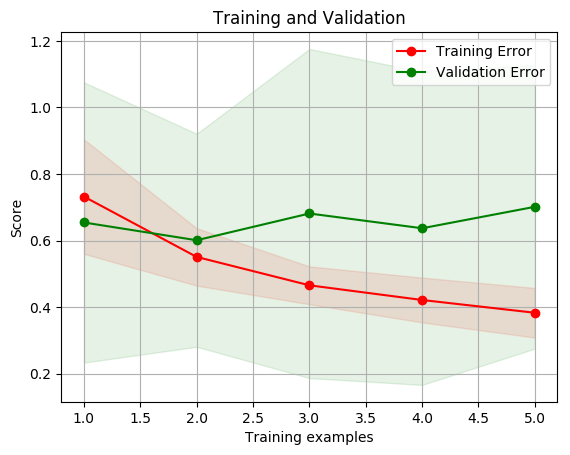 Training and Validation
Training Error
Validation Error
Score
1.2
1.0
0.8
0.6
0.4
0.2
1.0 1.5 2.0 2.5 3.0 3.5 4.0 4.5 5.0
Training examples